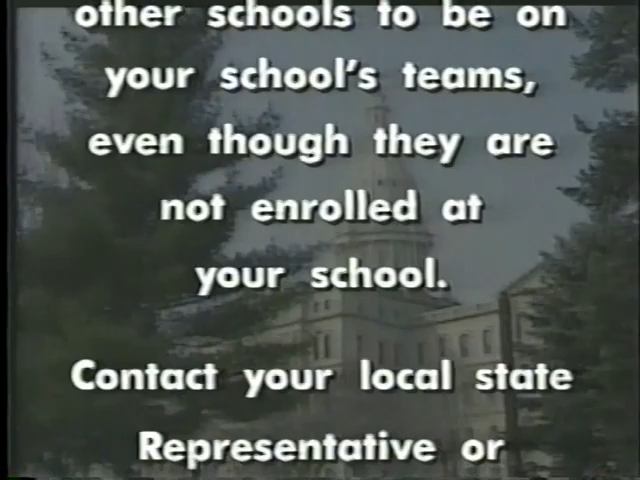 other schools to be on
your school's teams,
even though they are
not enrolled at
your school.
Contact your local state
Representative or